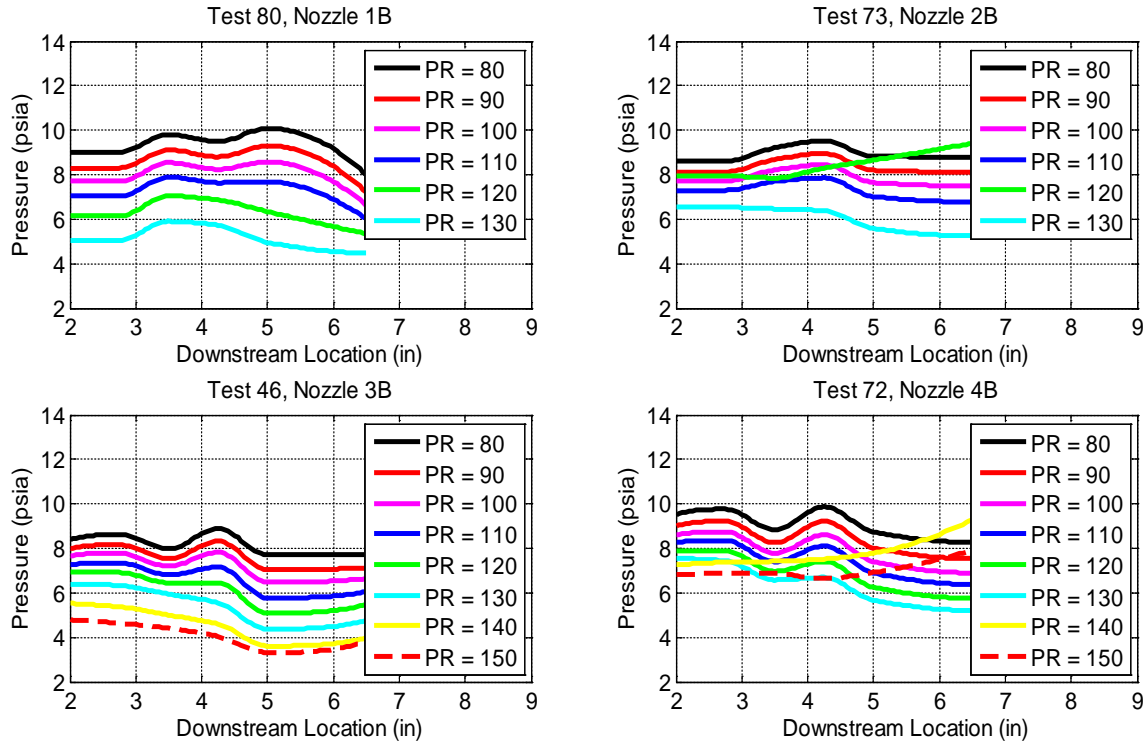 Test 80, Nozzle 1B
Pressure (psia)
14
12
10
8
6
4
2
2 3 4 5 6 7 8 9
Downstream Location (in)
PR = 80
PR = 90
PR = 100
PR = 110
PR = 120
PR = 130
Test 73, Nozzle 2B
Pressure (psia)
14
12
10
8
6
4
2
2 3 4 5 6 7 8 9
Downstream Location (in)
PR = 80
PR = 90
PR = 100
PR = 110
PR = 120
PR = 130
Test 46, Nozzle 3B
Pressure (psia)
14
12
10
8
6
4
2
2 3 4 5 6 7 8 9
Downstream Location (in)
PR = 80
PR = 90
PR = 100
PR = 110
PR = 120
PR = 130
PR = 140
PR = 150
Test 72, Nozzle 4B
Pressure (psia)
14
12
10
8
6
4
2
2 3 4 5 6 7 8 9
Downstream Location (in)
PR = 80
PR = 90
PR = 100
PR = 110
PR = 120
PR = 130
PR = 140
PR = 150